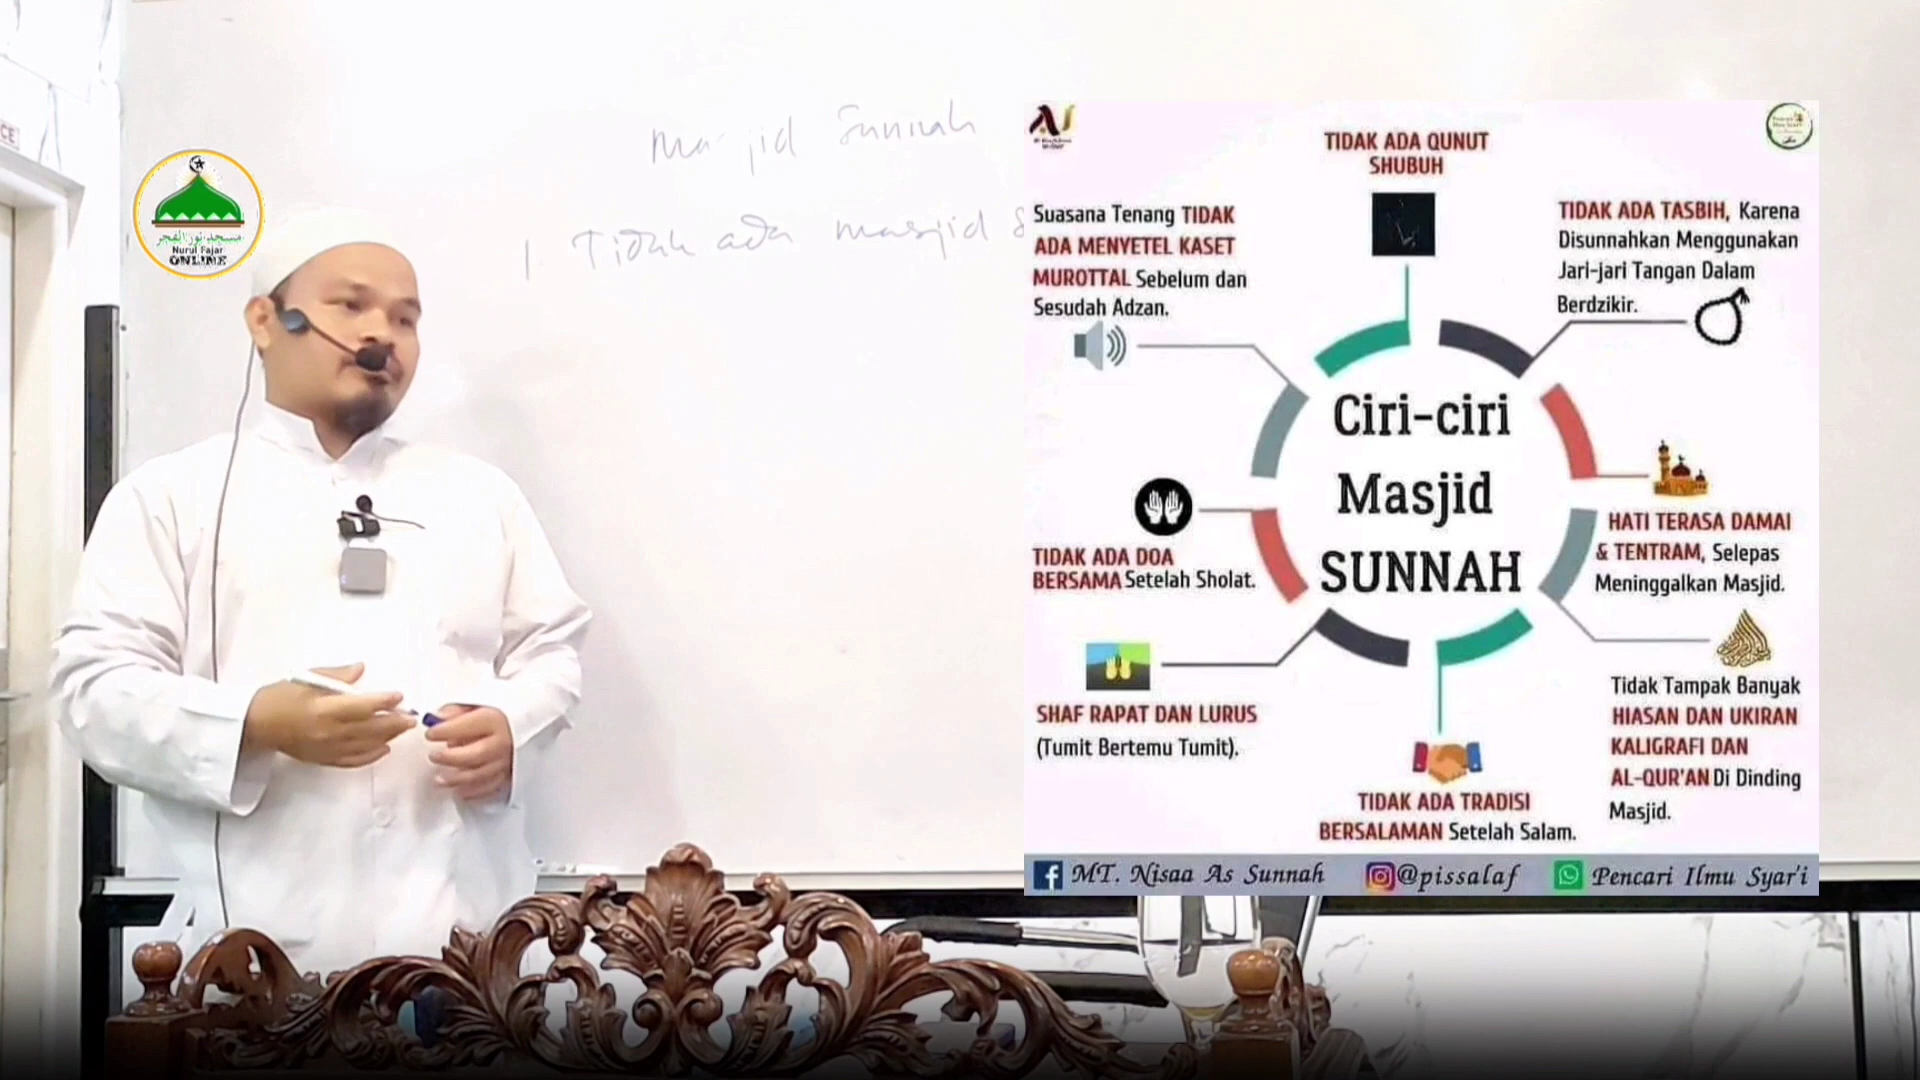 CE
مسجد نور الفجر
Nurul Fajar
ONLINE
Masjid Sunnah
1. Tidak ada masjid S
TIDAK ADA QUNUT
SHUBUH
Suasana Tenang TIDAK
ADA MENYETEL KASET
MUROTTAL Sebelum dan
Sesudah Adzan.
TIDAK ADA TASBIH, Karena
Disunnahkan Menggunakan
Jari-jari Tangan Dalam
Berdzikir.
Ciri-ciri
Masjid
SUNNAH
TIDAK ADA DOA
BERSAMA Setelah Sholat.
HATI TERASA DAMAI
& TENTRAM, Selepas
Meninggalkan Masjid.
SHAF RAPAT DAN LURUS
(Tumit Bertemu Tumit).
Tidak Tampak Banyak
HIASAN DAN UKIRAN
KALIGRAFI DAN
AL-QUR'AN Di Dinding
Masjid.
TIDAK ADA TRADISI
BERSALAMAN Setelah Salam.
MT. Nisaa As Sunnah
@pissalaf
Pencari Ilmu Syar'i